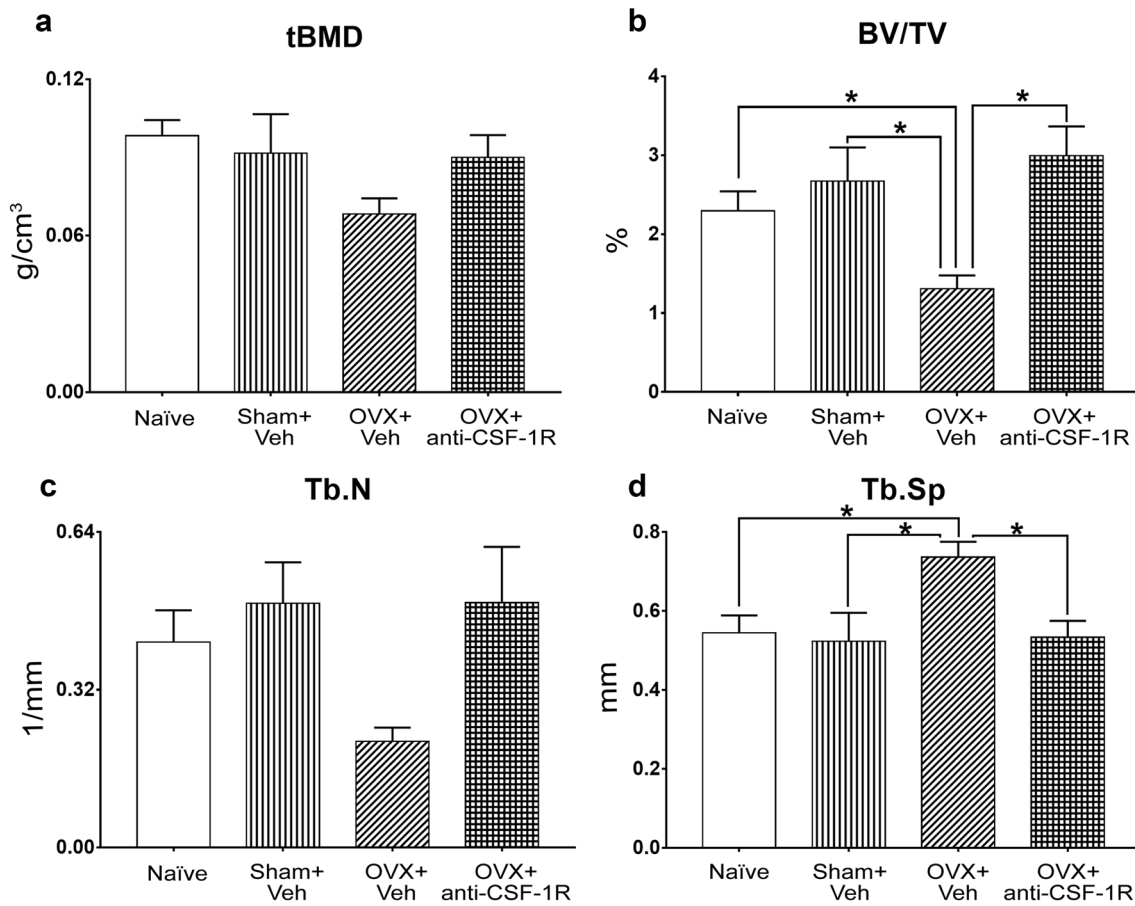 a
tBMD
g/cm³
0.12
0.06
0.00
Naïve
Sham+
Veh
OVX+
Veh
OVX+
anti-CSF-1R
b
BV/TV
%
4
3
2
1
0
*
*
*
Naïve
Sham+
Veh
OVX+
Veh
OVX+
anti-CSF-1R
c
Tb.N
1/mm
0.64
0.32
0.00
Naïve
Sham+
Veh
OVX+
Veh
OVX+
anti-CSF-1R
d
Tb.Sp
mm
0.8
0.6
0.4
0.2
0.0
*
*
*
Naïve
Sham+
Veh
OVX+
Veh
OVX+
anti-CSF-1R